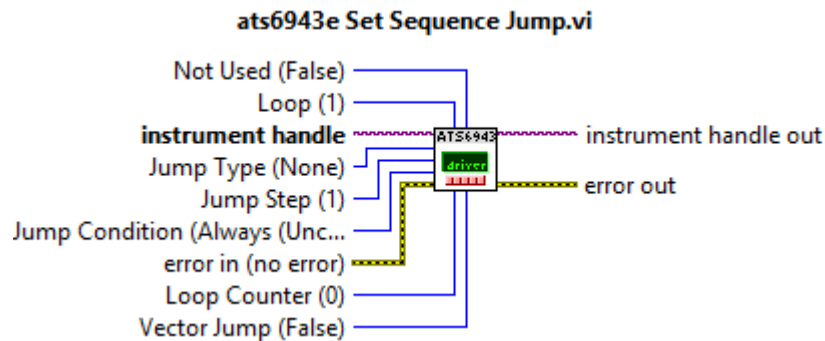 ats6943e Set Sequence Jump.vi
Not Used (False)
Loop (1)
instrument handle
ATS6943
instrument handle out
Jump Type (None)
driver
Jump Step (1)
error out
Jump Condition (Always (Unc...
error in (no error)
Loop Counter (0)
Vector Jump (False)